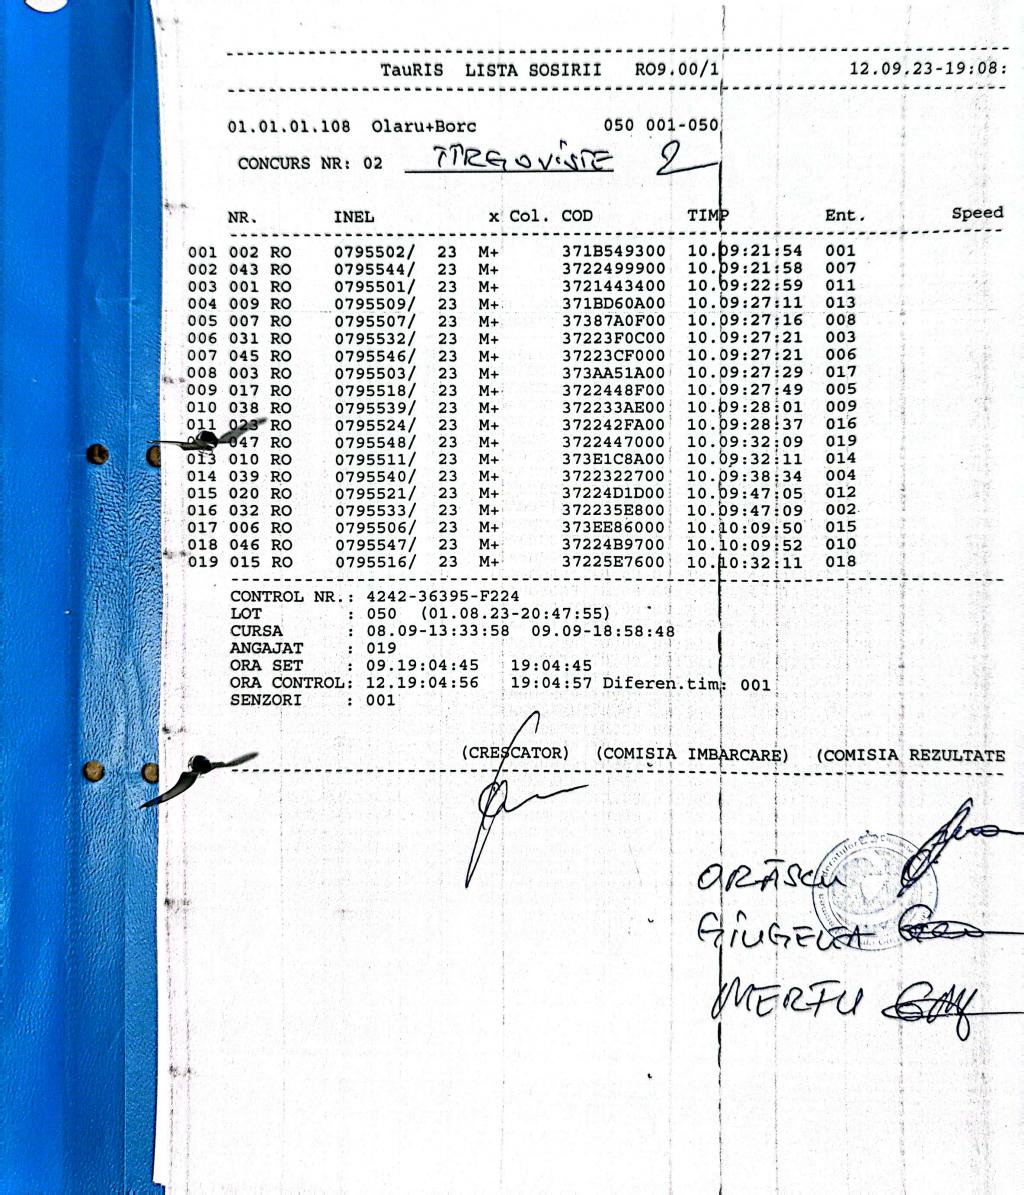 TauRIS LISTA SOSIRII RO9.00/1 12.09.23-19:08:
01.01.01.108 Olaru+Borc 050 001-050
CONCURS NR: 02 TÎRGOVIȘTE 2
NR. INEL x Col. COD TIMP Ent. Speed
001 002 RO 0795502/ 23 M+ 371B549300 10.09:21:54 001
002 043 RO 0795544/ 23 M+ 3722499900 10.09:21:58 007
003 001 RO 0795501/ 23 M+ 3721443400 10.09:22:59 011
004 009 RO 0795509/ 23 M+ 371BD60A00 10.09:27:11 013
005 007 RO 0795507/ 23 M+ 37387A0F00 10.09:27:16 008
006 031 RO 0795532/ 23 M+ 37223F0C00 10.09:27:21 003
007 045 RO 0795546/ 23 M+ 37223CF000 10.09:27:21 006
008 003 RO 0795503/ 23 M+ 373AA51A00 10.09:27:29 017
009 017 RO 0795518/ 23 M+ 3722448F00 10.09:27:49 005
010 038 RO 0795539/ 23 M+ 372233AE00 10.09:28:01 009
011 023 RO 0795524/ 23 M+ 372242FA00 10.09:28:37 016
047 RO 0795548/ 23 M+ 3722447000 10.09:32:09 019
013 010 RO 0795511/ 23 M+ 373E1C8A00 10.09:32:11 014
014 039 RO 0795540/ 23 M+ 3722322700 10.09:38:34 004
015 020 RO 0795521/ 23 M+ 37224D1D00 10.09:47:05 012
016 032 RO 0795533/ 23 M+ 372235E800 10.09:47:09 002
017 006 RO 0795506/ 23 M+ 373EE86000 10.10:09:50 015
018 046 RO 0795547/ 23 M+ 37224B9700 10.10:09:52 010
019 015 RO 0795516/ 23 M+ 37225E7600 10.10:32:11 018
CONTROL NR.: 4242-36395-F224
LOT : 050 (01.08.23-20:47:55)
CURSA : 08.09-13:33:58 09.09-18:58:48
ANGAJAT : 019
ORA SET : 09.19:04:45 19:04:45
ORA CONTROL: 12.19:04:56 19:04:57 Diferen.tim: 001
SENZORI : 001
(CRESCATOR) (COMISIA IMBARCARE) (COMISIA REZULTATE
ORĂSCU
GIUGELEA
MERFU